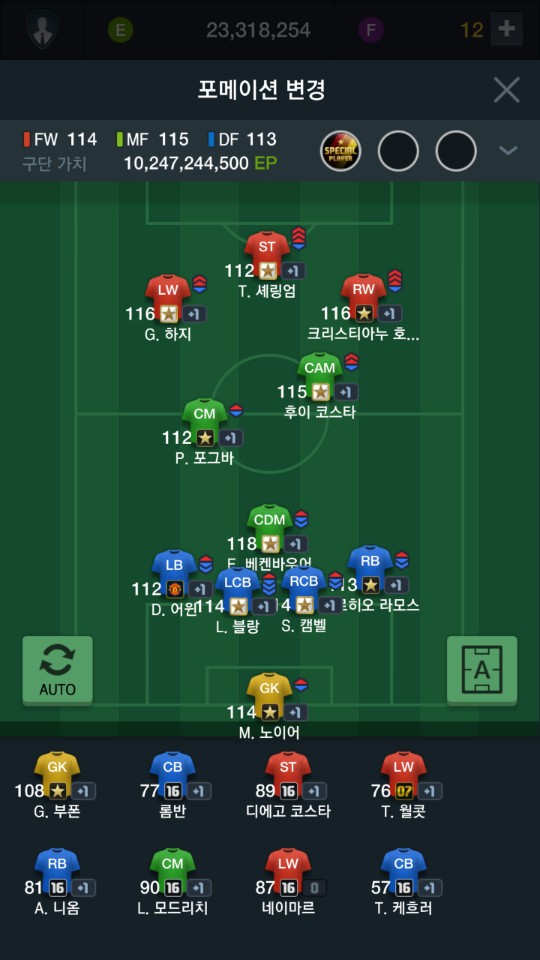 E 23,318,254 F 12 +
포메이션 변경
FW 114 MF 115 DF 113
SPECIAL PLAYER
구단 가치 10,247,244,500 EP
ST
112 +1
T. 셰링엄
LW
116 +1
G. 하지
RW
116 +1
크리스티아누 호...
CAM
115 +1
후이 코스타
CM
112 +1
P. 포그바
CDM
118 +1
F. 베켄바우어
LB
112 +1
D. 어윈
LCB
114 +1
L. 블랑
RCB
4 +1
S. 캠벨
RB
13 +1
르히오 라모스
AUTO
A
GK
114 +1
M. 노이어
GK CB ST LW
108 +1 77 16 +1 89 16 +1 76 07 +1
G. 부폰 롬반 디에고 코스타 T. 월콧
RB CM LW CB
81 16 +1 90 16 +1 87 16 0 57 16 +1
A. 니옴 L. 모드리치 네이마르 T. 케흐러